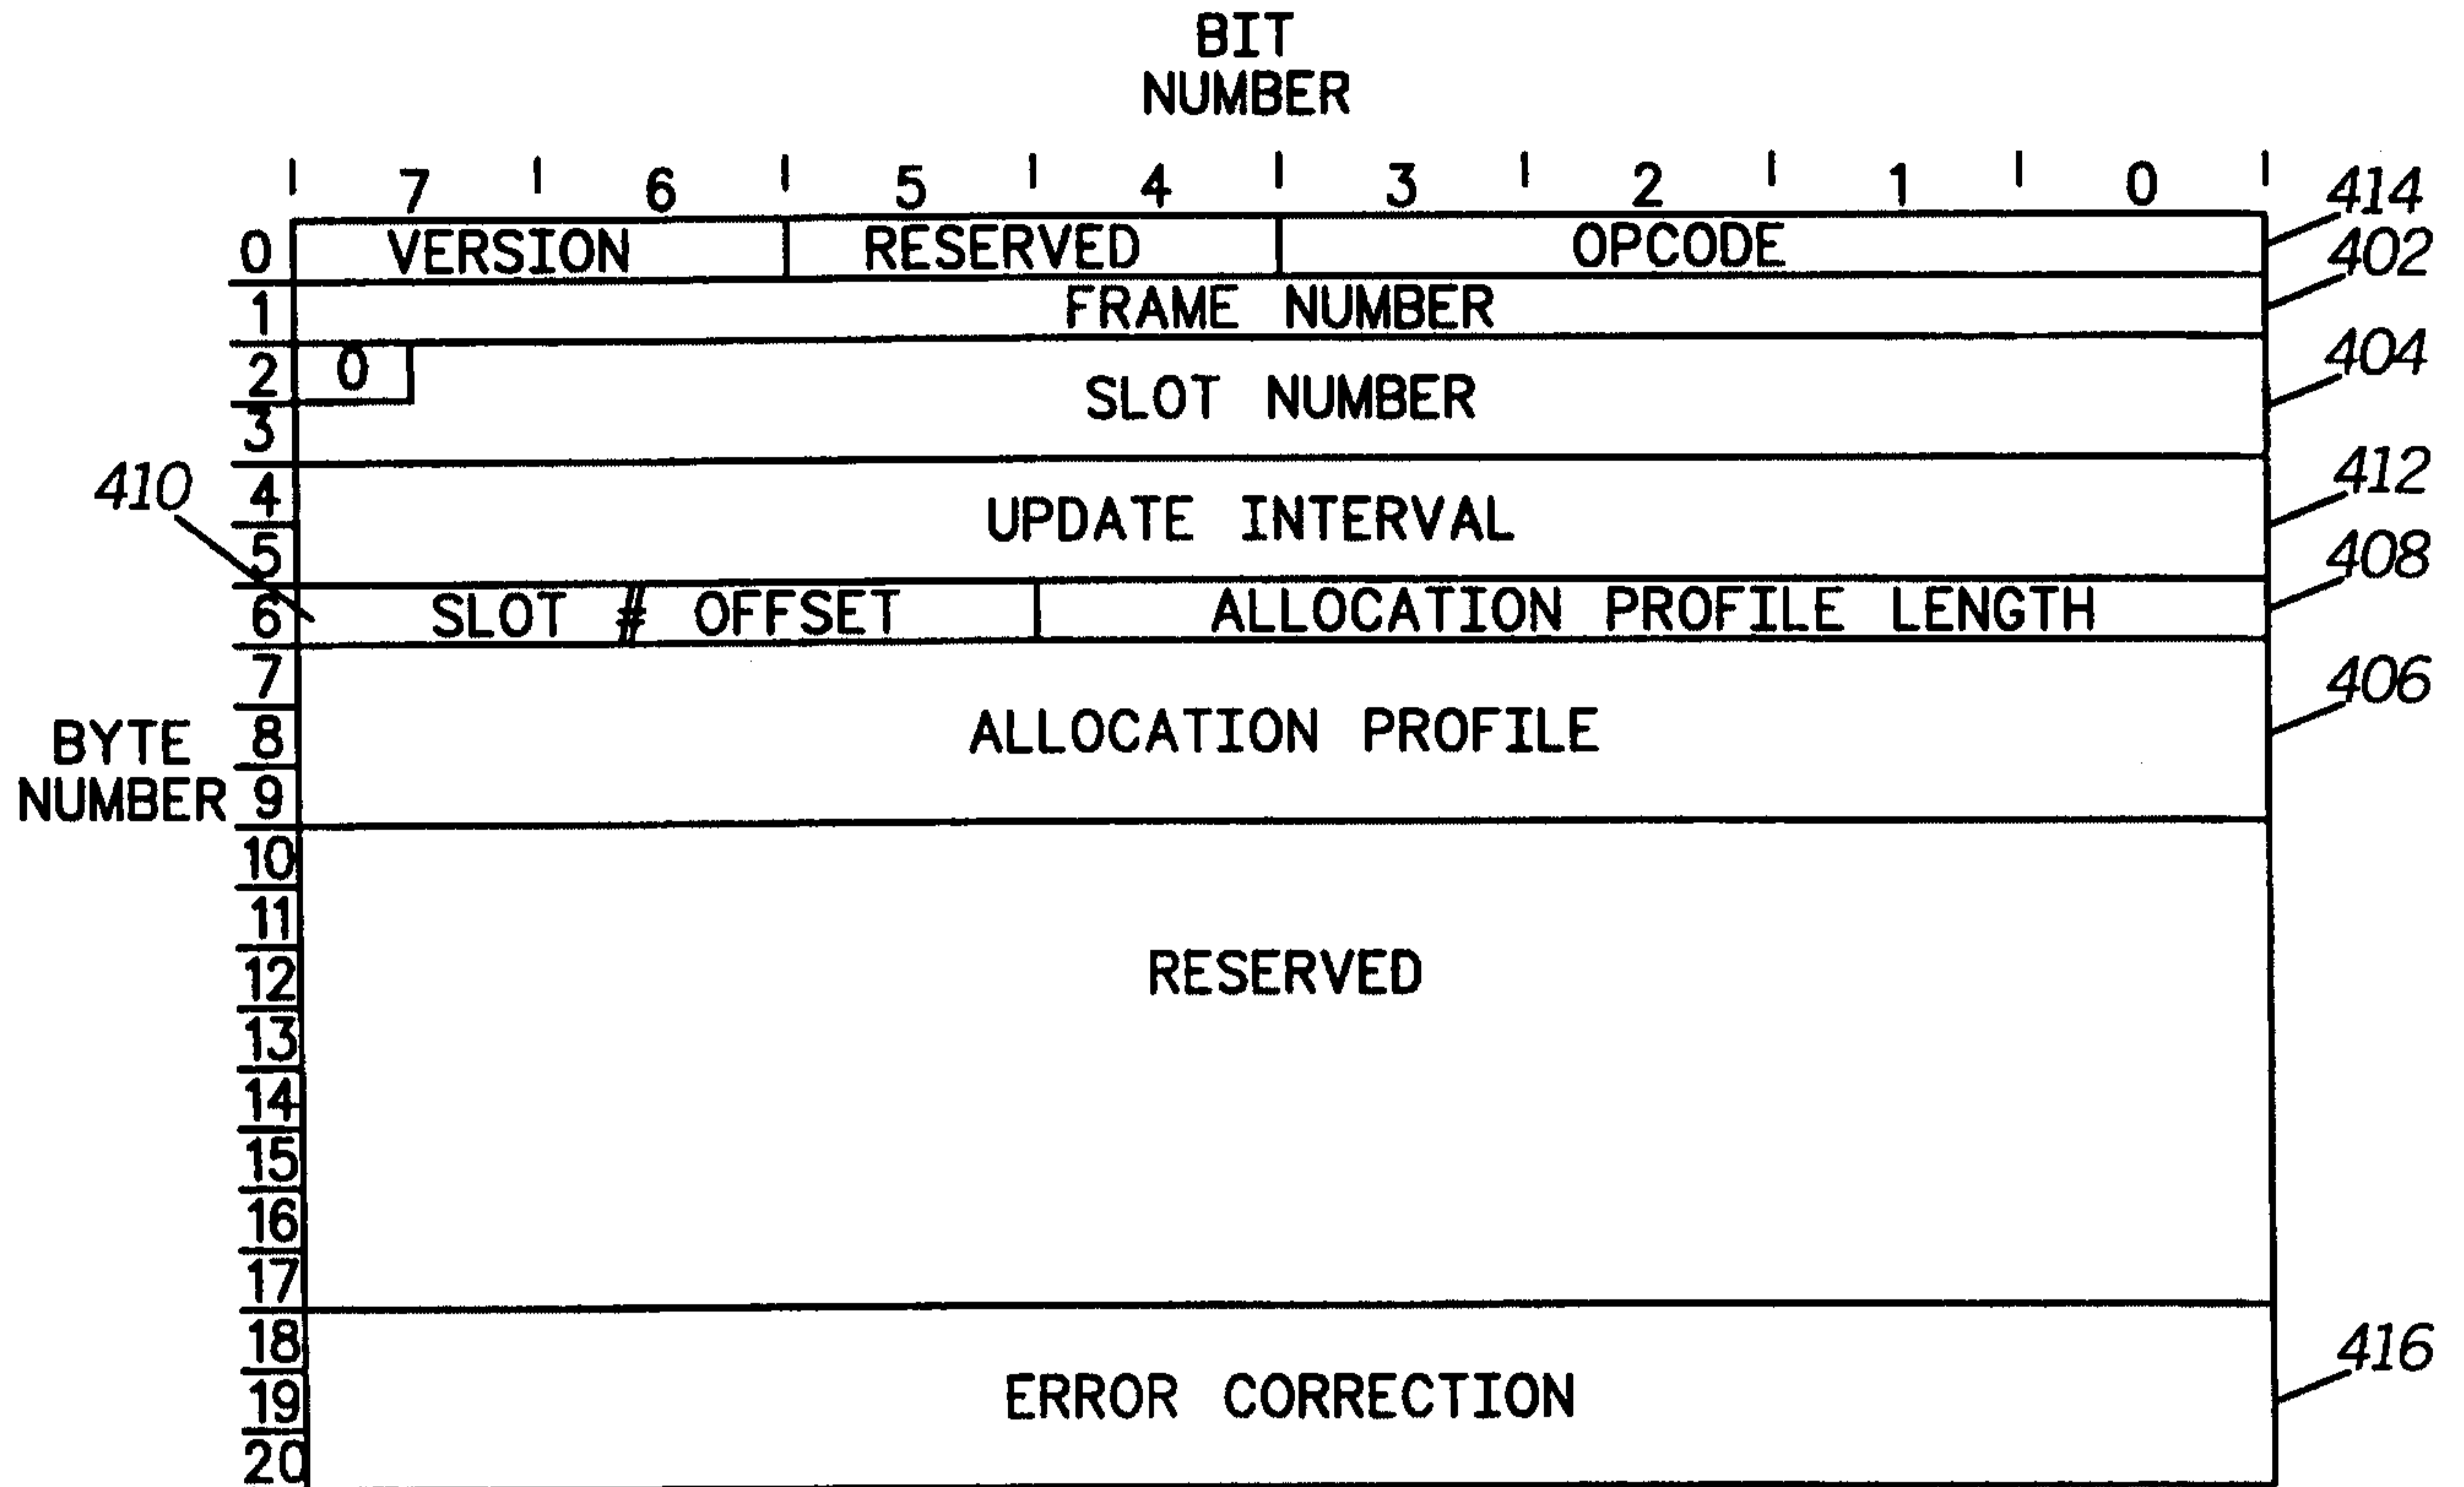 BIT
NUMBER
7 6 5 4 3 2 1 0
414
0 VERSION RESERVED OPCODE
402
1 FRAME NUMBER
404
2 0
SLOT NUMBER
3
412
410
4
UPDATE INTERVAL
5
408
6 SLOT # OFFSET ALLOCATION PROFILE LENGTH
7
406
BYTE
NUMBER
8 ALLOCATION PROFILE
9
10
11
12 RESERVED
13
14
15
16
17
18
416
19 ERROR CORRECTION
20